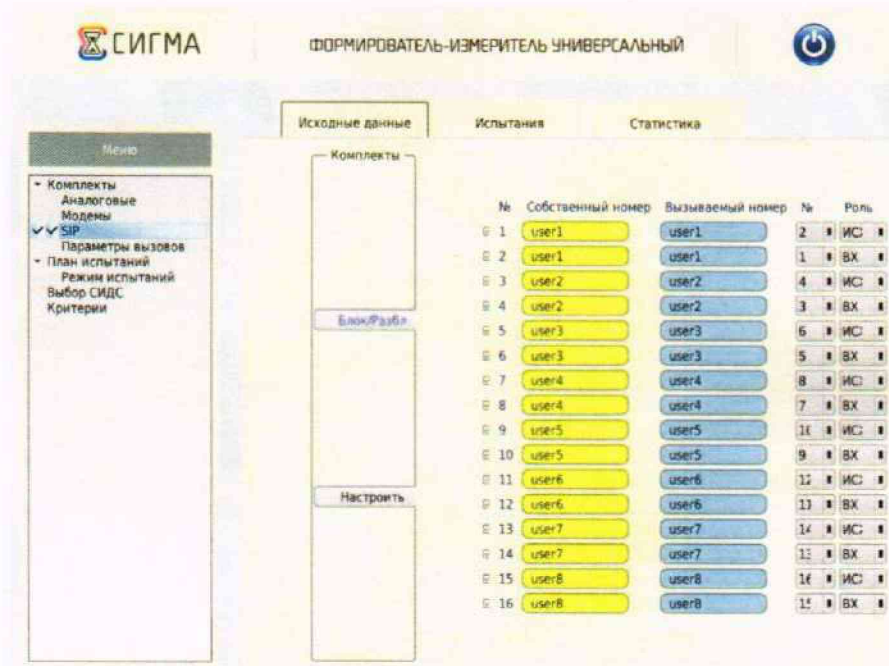 СИГМА
ФОРМИРОВАТЕЛЬ-ИЗМЕРИТЕЛЬ УНИВЕРСАЛЬНЫЙ
Исходные данные Испытания Статистика
Меню
Комплекты
Аналоговые
Модемы
SIP
Параметры вызовов
План испытаний
Режим испытаний
Выбор СИДС
Критерии
Комплекты
Блок/Разбл
Настроить
№ Собственный номер Вызываемый номер № Роль
1 user1 user1 2 ИС
2 user1 user1 1 ВХ
3 user2 user2 4 ИС
4 user2 user2 3 ВХ
5 user3 user3 6 ИС
6 user3 user3 5 ВХ
7 user4 user4 8 ИС
8 user4 user4 7 ВХ
9 user5 user5 ИС
10 user5 user5 9 ВХ
11 user6 user6 ИС
12 user6 user6 ВХ
13 user7 user7 ИС
14 user7 user7 ВХ
15 user8 user8 ИС
16 user8 user8 ВХ